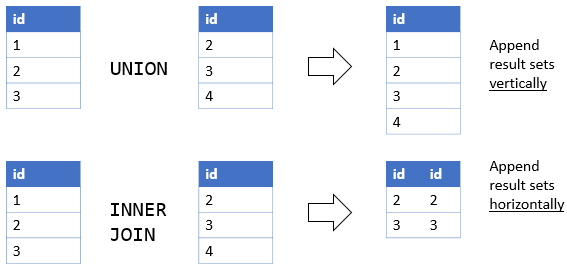 id id id
1 2 1
2 3 2
3 4 3
4
UNION
Append
result sets
vertically
id id id id
1 2 2 2
2 3 3 3
3 4
INNER
JOIN
Append
result sets
horizontally